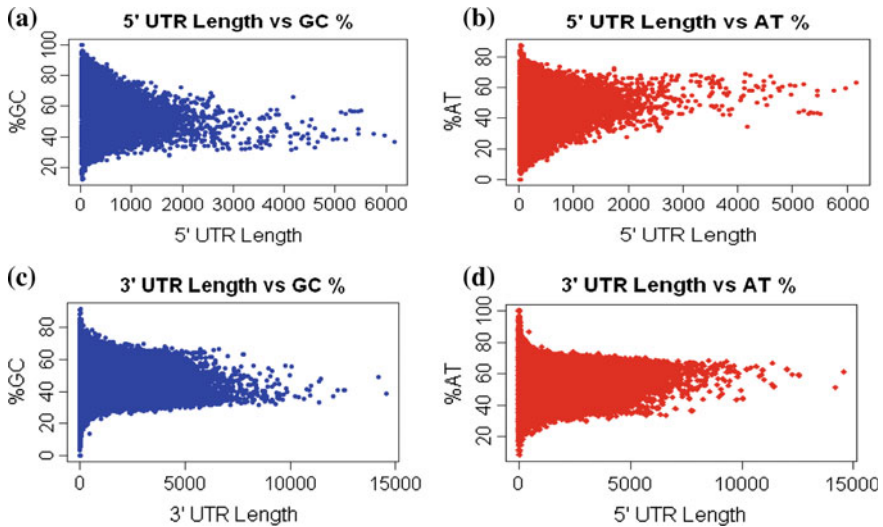 (a)
5' UTR Length vs GC %
%GC
100
80
60
40
20
0 1000 2000 3000 4000 5000 6000
5' UTR Length
(b)
5' UTR Length vs AT %
%AT
80
60
40
20
0
0 1000 2000 3000 4000 5000 6000
5' UTR Length
(c)
3' UTR Length vs GC %
%GC
80
60
40
20
0
0 5000 10000 15000
3' UTR Length
(d)
3' UTR Length vs AT %
%AT
100
80
60
40
20
0 5000 10000 15000
5' UTR Length